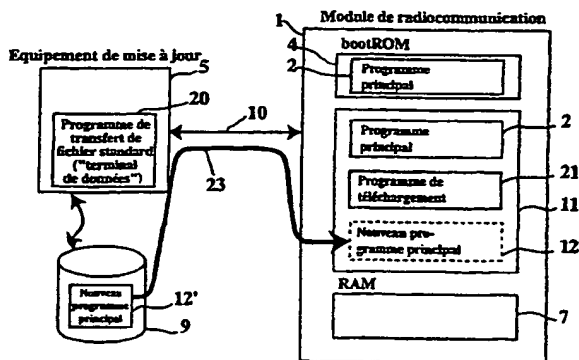 Module de radiocommunication
1
bootROM
4
2
Programme
principal
Equipement de mise à jour
5
20
Programme de
transfert de
fichier standard
("terminal
de données")
10
23
Programme
principal
2
Programme de
téléchargement
21
11
Nouveau pro-
gramme principal
12
RAM
7
Nouveau
programme
principal
12'
9